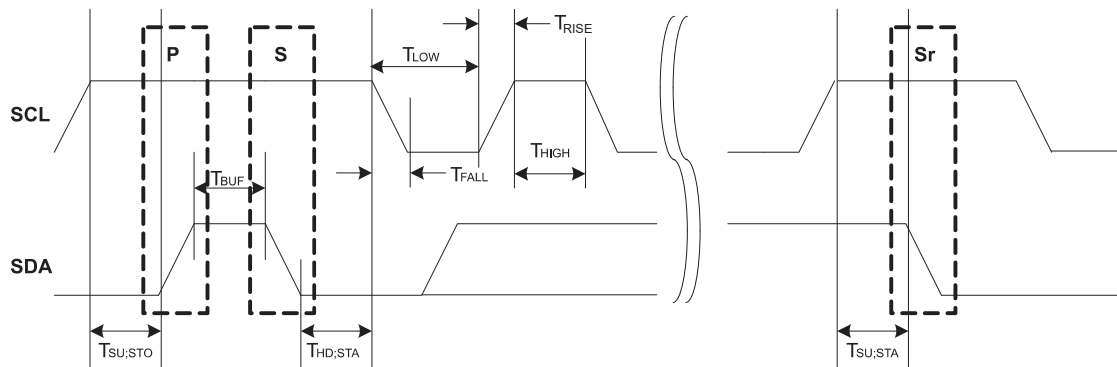 TRISE
P
S
TLOW
Sr
SCL
THIGH
TFALL
TBUF
SDA
TSU;STO
THD;STA
TSU;STA